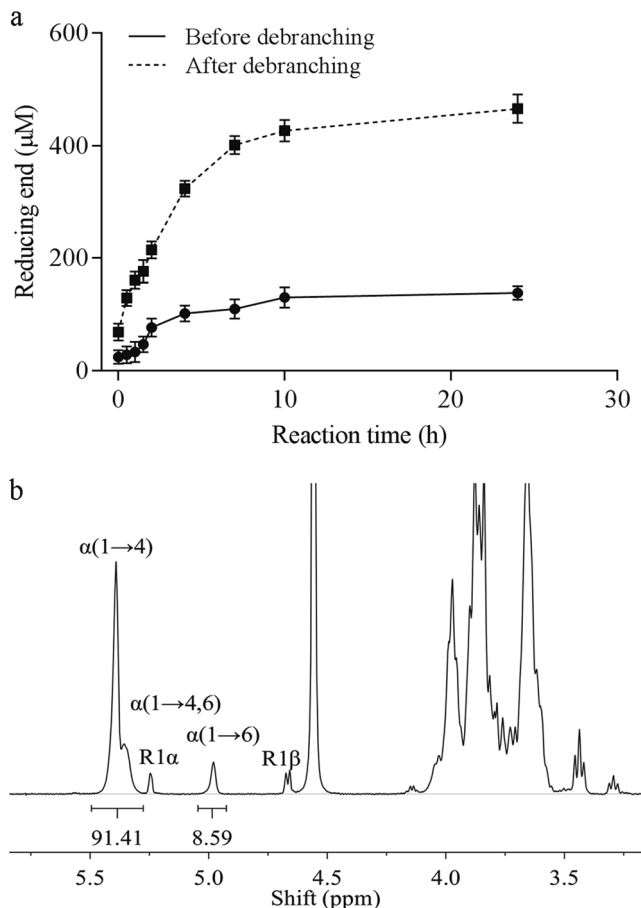 a
Before debranching
After debranching
Reducing end (μM)
600
400
200
0
0
10
20
30
Reaction time (h)
b
α(1→4)
α(1→4,6)
R1α
α(1→6)
R1β
91.41
8.59
5.5
5.0
4.5
4.0
3.5
Shift (ppm)